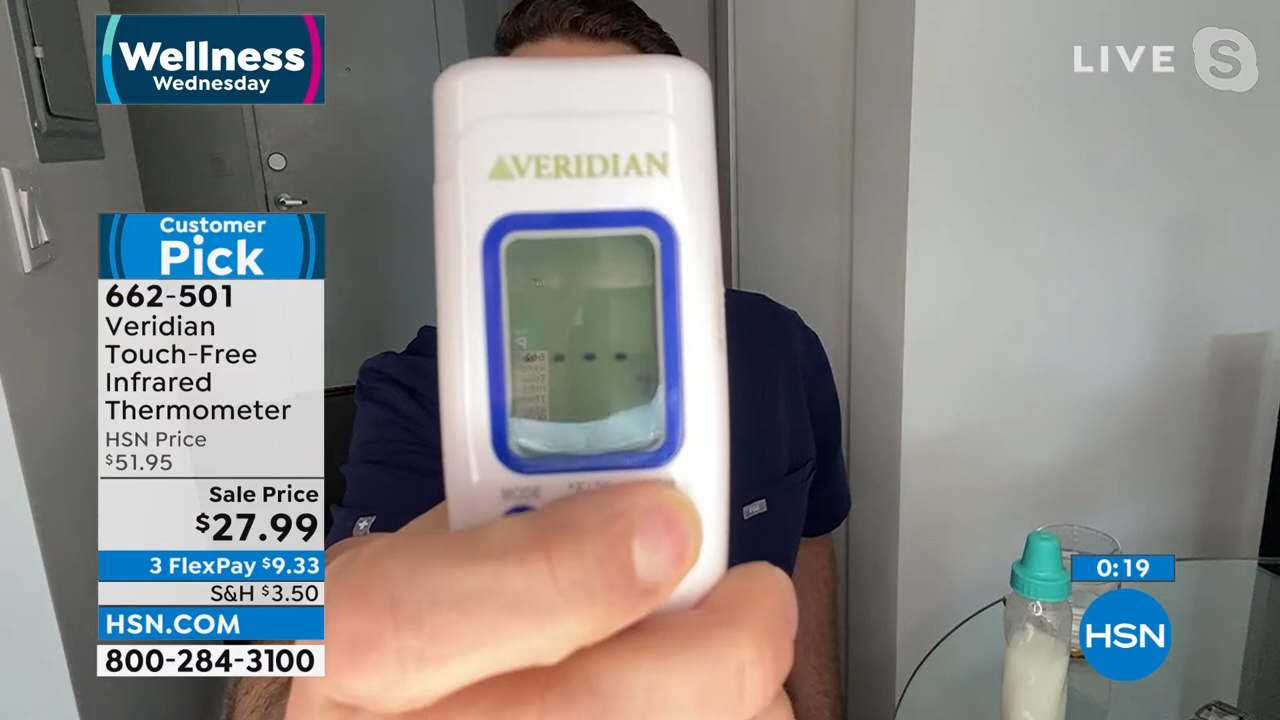 Wellness
Wednesday
LIVE S
VERIDIAN
Customer
Pick
662-501
Veridian
Touch-Free
Infrared
Thermometer
HSN Price
$51.95
Sale Price
$27.99
3 FlexPay $9.33
S&H $3.50
HSN.COM
800-284-3100
0:19
HSN